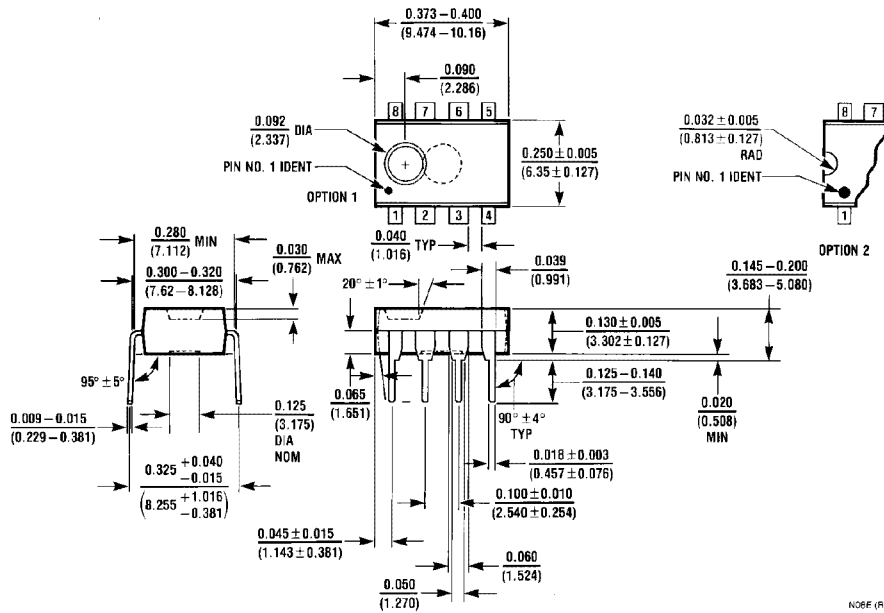 0.373 – 0.400
(9.474 – 10.16)
0.090
(2.286)
8 7 6 5
0.092
(2.337) DIA
PIN NO. 1 IDENT
OPTION 1
1 2 3 4
0.250 ± 0.005
(6.35 ± 0.127)
0.032 ± 0.005
(0.813 ± 0.127)
RAD
PIN NO. 1 IDENT
8 7
1
OPTION 2
0.280
(7.112) MIN
0.300 – 0.320
(7.62 – 8.128)
0.030
(0.762) MAX
0.040
(1.016) TYP
0.039
(0.991)
0.145 – 0.200
(3.683 – 5.080)
20° ± 1°
0.130 ± 0.005
(3.302 ± 0.127)
95° ± 5°
0.009 – 0.015
(0.229 – 0.381)
0.125
(3.175)
DIA
NOM
0.065
(1.651)
0.125 – 0.140
(3.175 – 3.556)
90° ± 4°
TYP
0.020
(0.508)
MIN
0.325 +0.040 –0.015
(8.255 +1.016 –0.381)
0.018 ± 0.003
(0.457 ± 0.076)
0.100 ± 0.010
(2.540 ± 0.254)
0.045 ± 0.015
(1.143 ± 0.381)
0.060
(1.524)
0.050
(1.270)